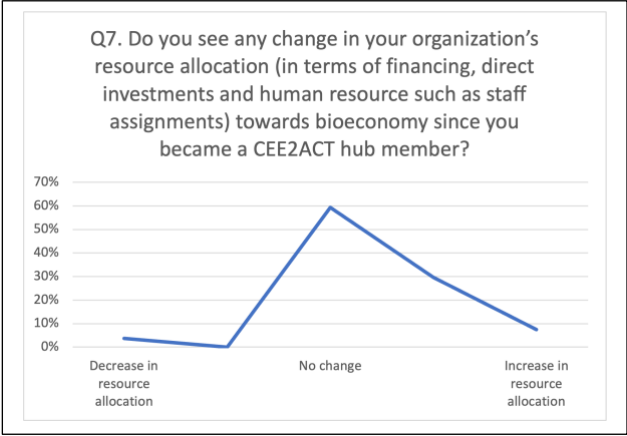 Q7. Do you see any change in your organization’s
resource allocation (in terms of financing, direct
investments and human resource such as staff
assignments) towards bioeconomy since you
became a CEE2ACT hub member?
70%
60%
50%
40%
30%
20%
10%
0%
Decrease in
resource
allocation
No change
Increase in
resource
allocation